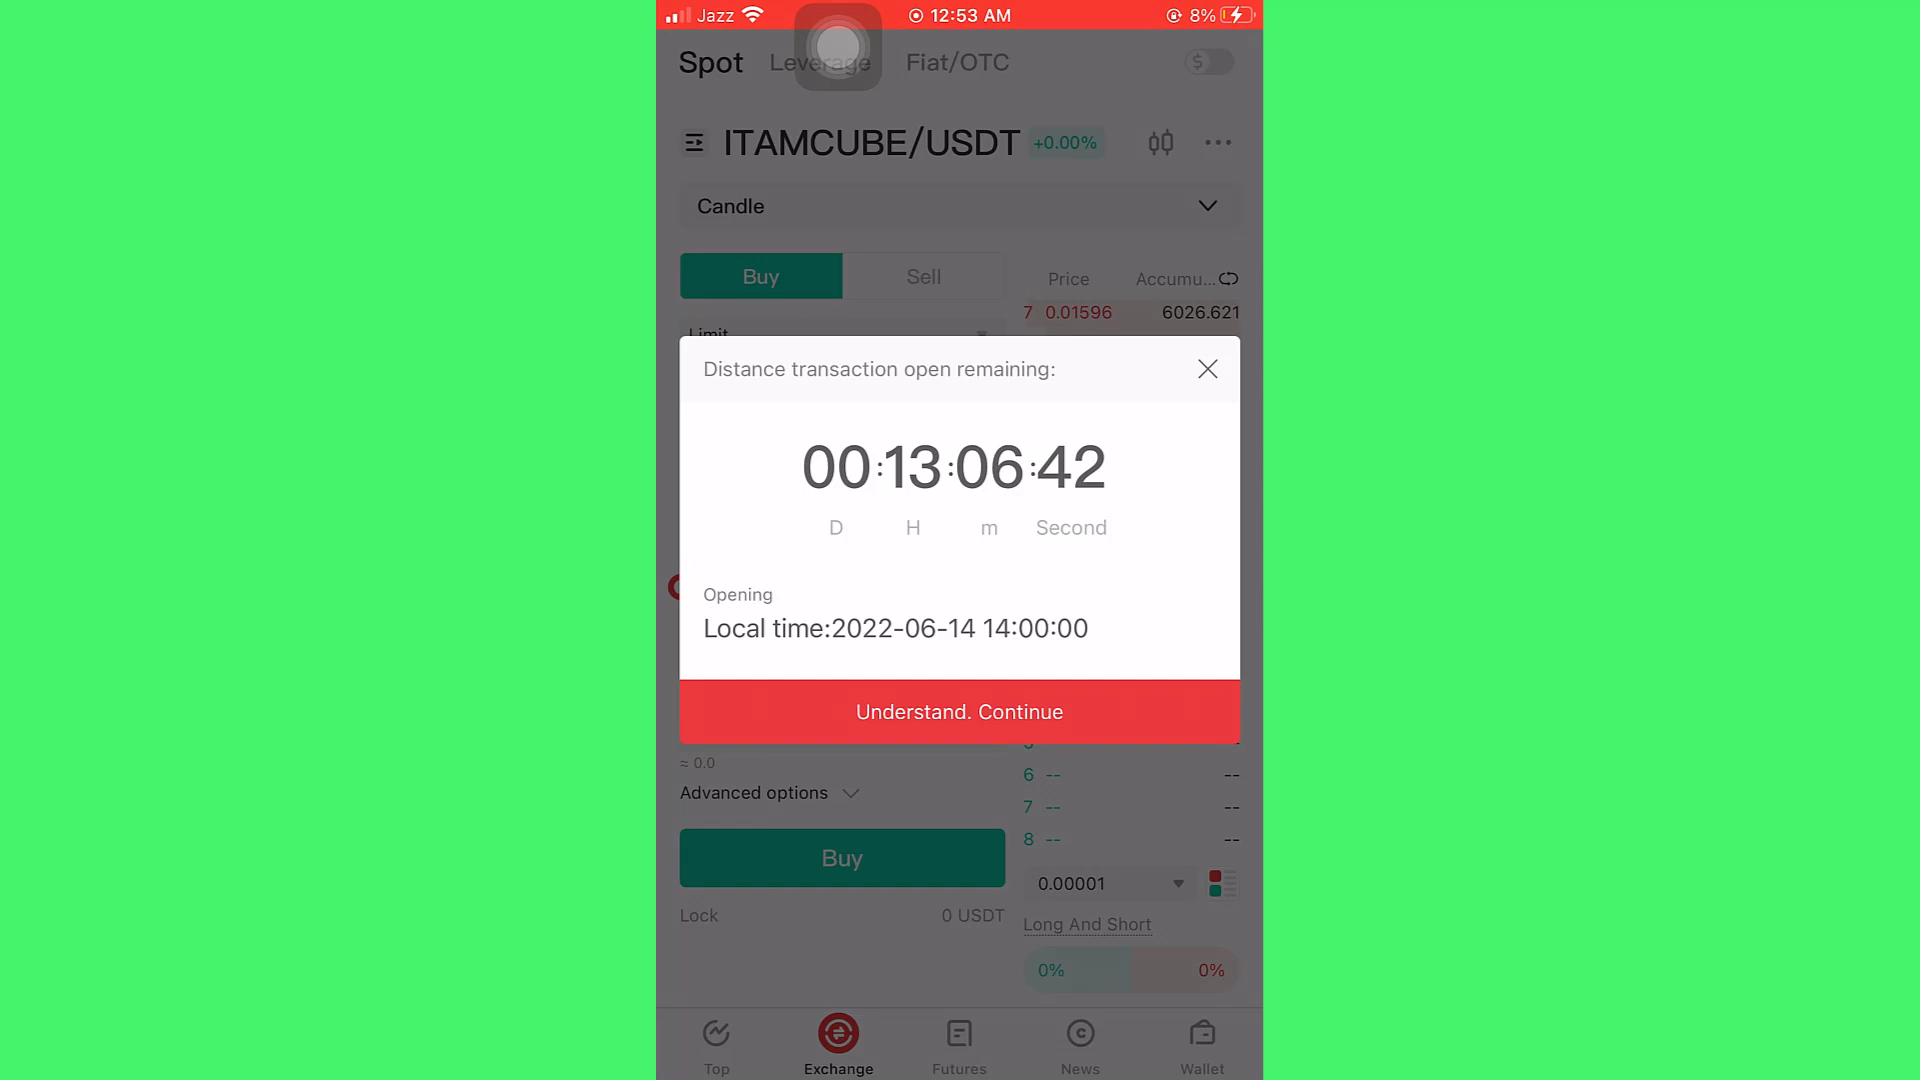 Jazz 12:53 AM 8%
Spot Leverage Fiat/OTC $
ITAMCUBE/USDT +0.00%
Candle
Buy Sell
Price Accumu...
7 0.01596 6026.621
Limit
Distance transaction open remaining:
00:13:06:42
D H m Second
Opening
Local time:2022-06-14 14:00:00
Understand. Continue
≈ 0.0
6 -- --
Advanced options
7 -- --
8 -- --
Buy
0.00001
Lock 0 USDT
Long And Short
0% 0%
Top Exchange Futures News Wallet